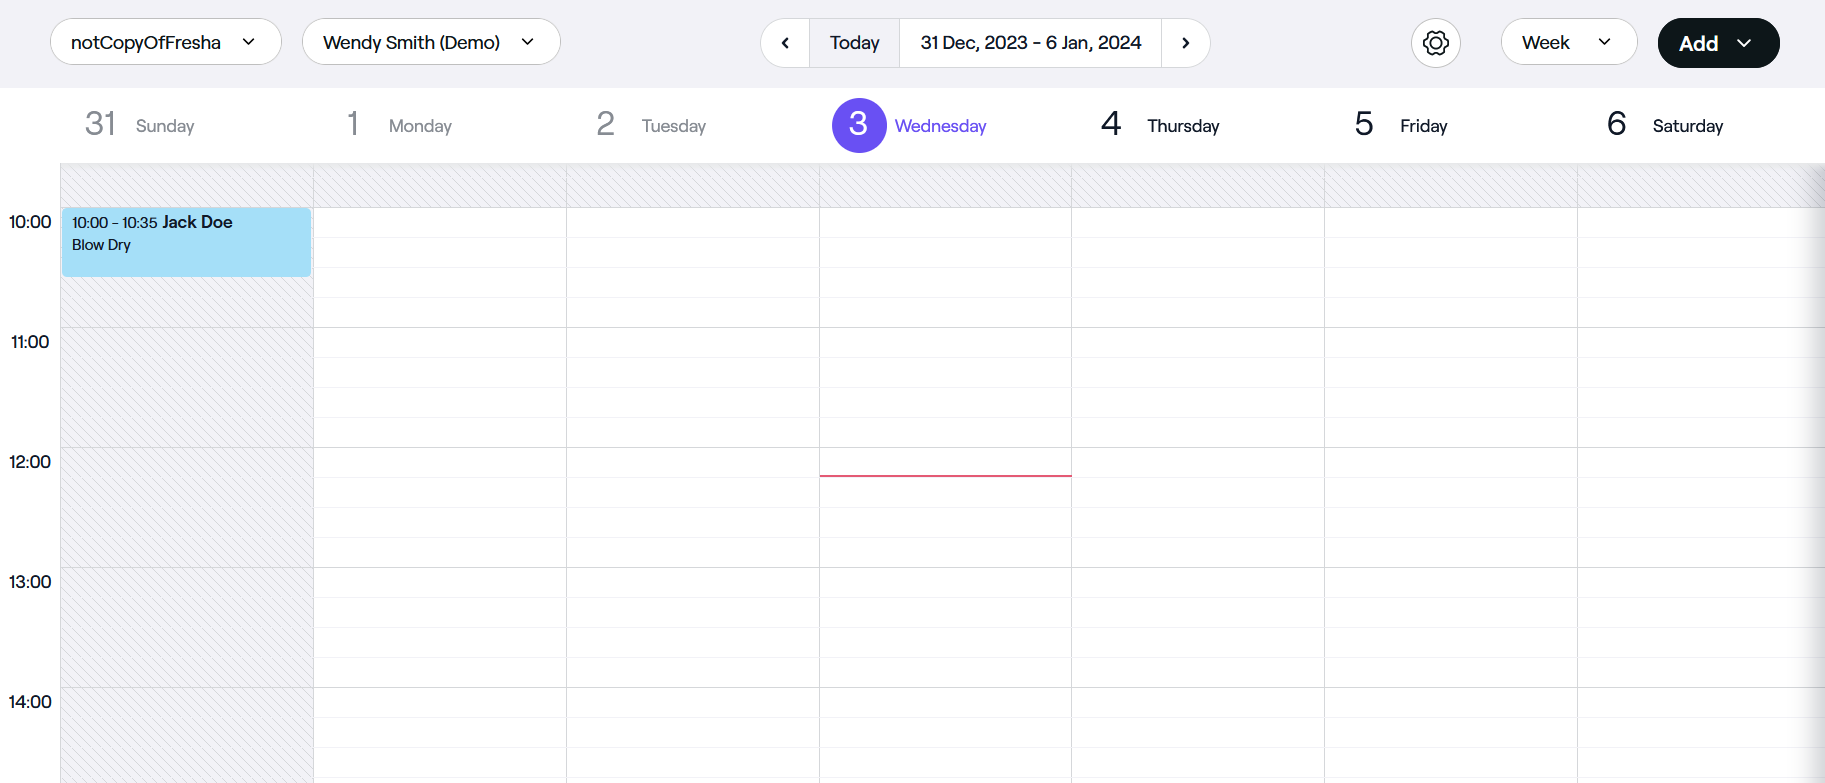 notCopyOfFresha
Wendy Smith (Demo)
Today
31 Dec, 2023 - 6 Jan, 2024
Week
Add
31 Sunday
1 Monday
2 Tuesday
3 Wednesday
4 Thursday
5 Friday
6 Saturday
10:00
10:00 - 10:35 Jack Doe
Blow Dry
11:00
12:00
13:00
14:00